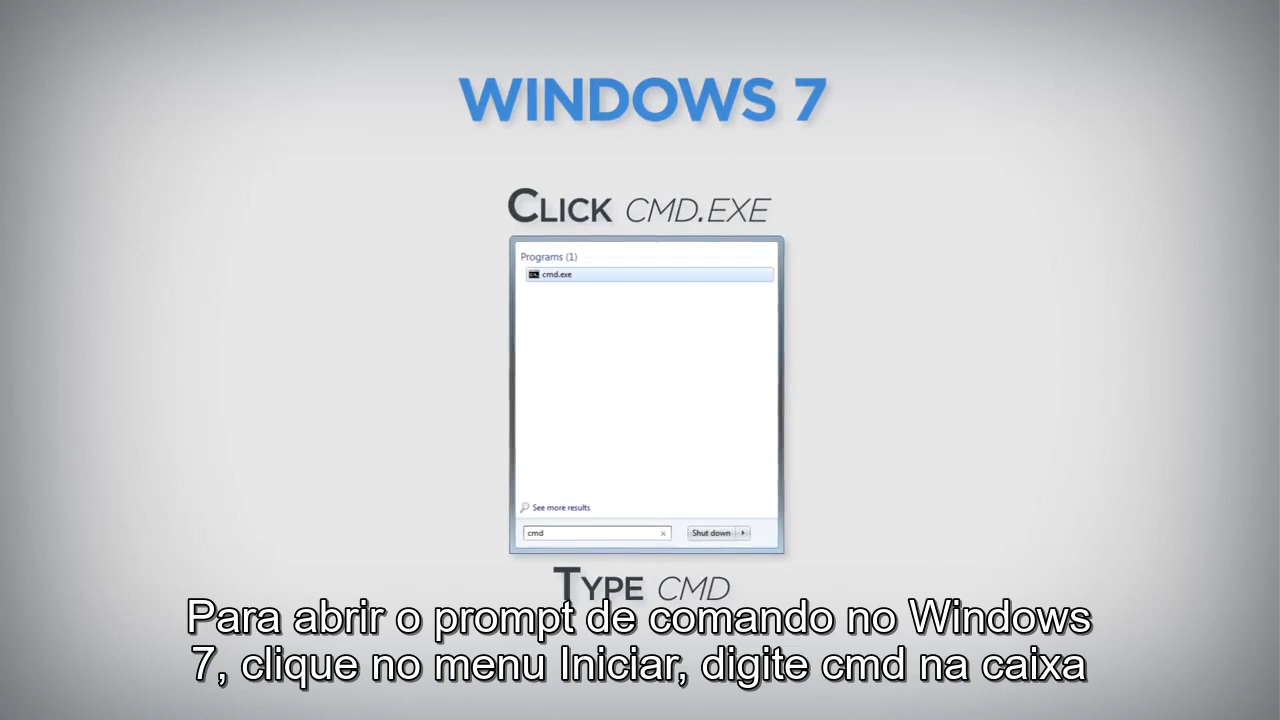 WINDOWS 7
CLICK CMD.EXE
Programs (1)
cmd.exe
See more results
cmd
Shut down
TYPE CMD
Para abrir o prompt de comando no Windows
7, clique no menu Iniciar, digite cmd na caixa